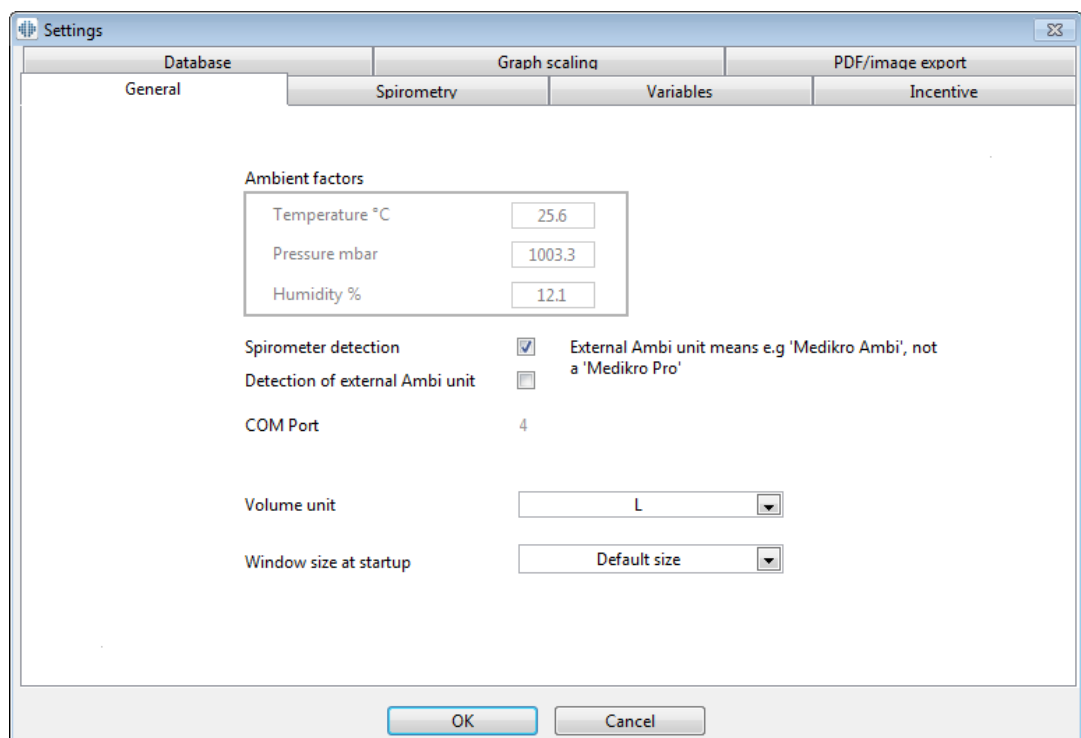 Settings
Database Graph scaling PDF/image export
General Spirometry Variables Incentive
Ambient factors
Temperature °C 25.6
Pressure mbar 1003.3
Humidity % 12.1
Spirometer detection External Ambi unit means e.g 'Medikro Ambi', not
a 'Medikro Pro'
Detection of external Ambi unit
COM Port 4
Volume unit L
Window size at startup Default size
OK Cancel